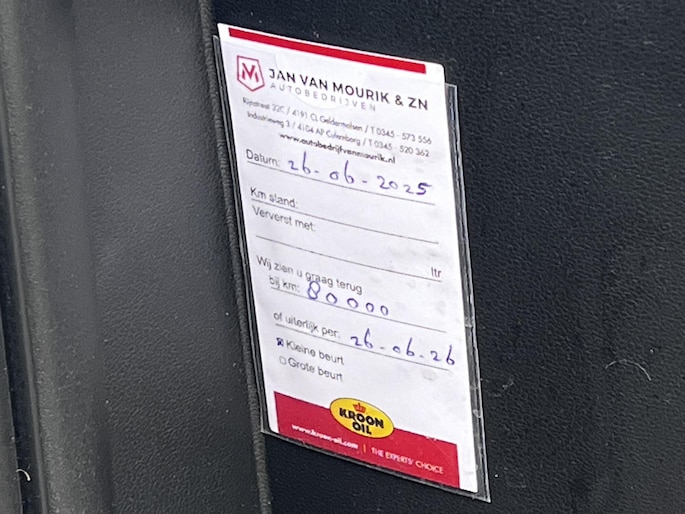 JAN VAN MOURIK & ZN
AUTOBEDRIJVEN
Rijnstraat 32C / 4191 CL Geldermalsen / T 0345 - 573 556
Industrieweg 3 / 4104 AP Culemborg / T 0345 - 520 362
www.autobedrijfvanmourik.nl
Datum: 26-06-2025
Km stand:
Ververst met:
ltr
Wij zien u graag terug
bij km: 80000
of uiterlijk per: 26-06-26
Kleine beurt
Grote beurt
KROON
OIL
www.kroon-oil.com | THE EXPERTS' CHOICE